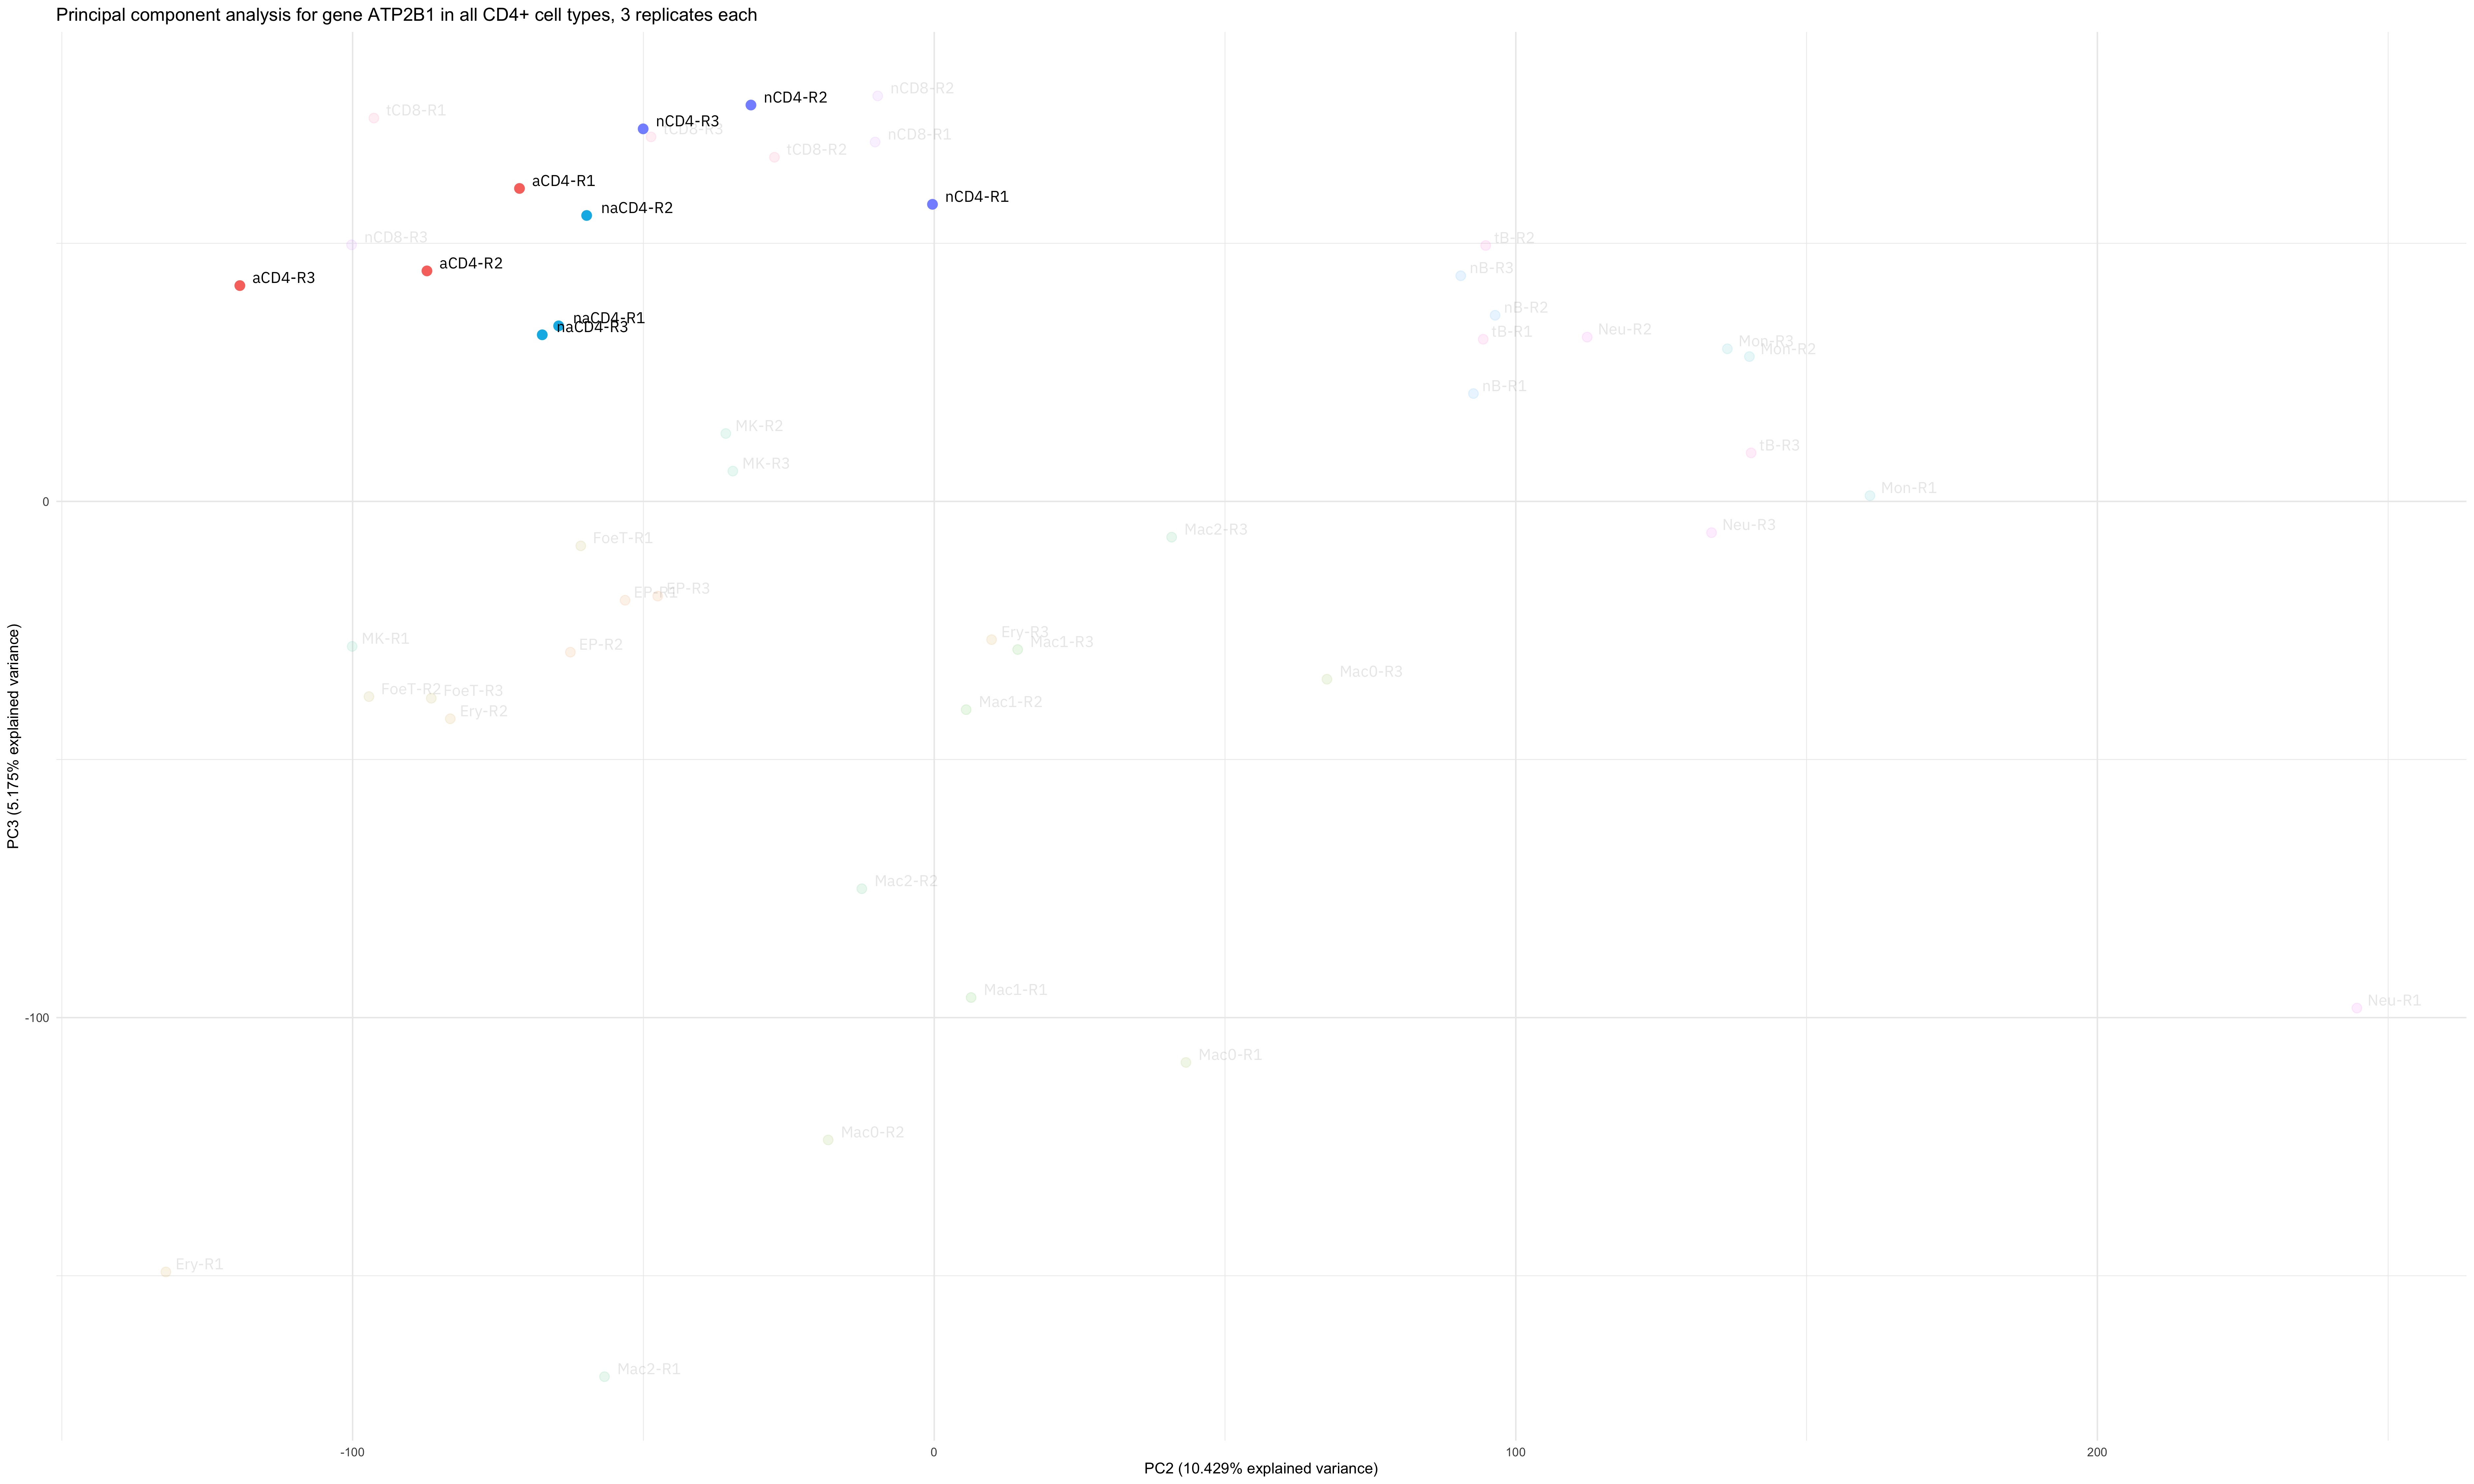 Principal component analysis for gene ATP2B1 in all CD4+ cell types, 3 replicates each
nCD8-R2
nCD4-R2
tCD8-R1
nCD4-R3
tCD8-R3
nCD8-R1
tCD8-R2
aCD4-R1
nCD4-R1
naCD4-R2
nCD8-R3
tB-R2
aCD4-R2
nB-R3
aCD4-R3
nB-R2
naCD4-R1
naCD4-R3
tB-R1
Neu-R2
Mon-R3
Mon-R2
nB-R1
MK-R2
tB-R3
MK-R3
Mon-R1
0
Neu-R3
Mac2-R3
FoeT-R1
EP-R3
EP-R1
Ery-R3
MK-R1
Mac1-R3
EP-R2
Mac0-R3
FoeT-R2
FoeT-R3
Mac1-R2
Ery-R2
PC3 (5.175% explained variance)
Mac2-R2
Mac1-R1
Neu-R1
-100
Mac0-R1
Mac0-R2
Ery-R1
Mac2-R1
-100
0
100
200
PC2 (10.429% explained variance)